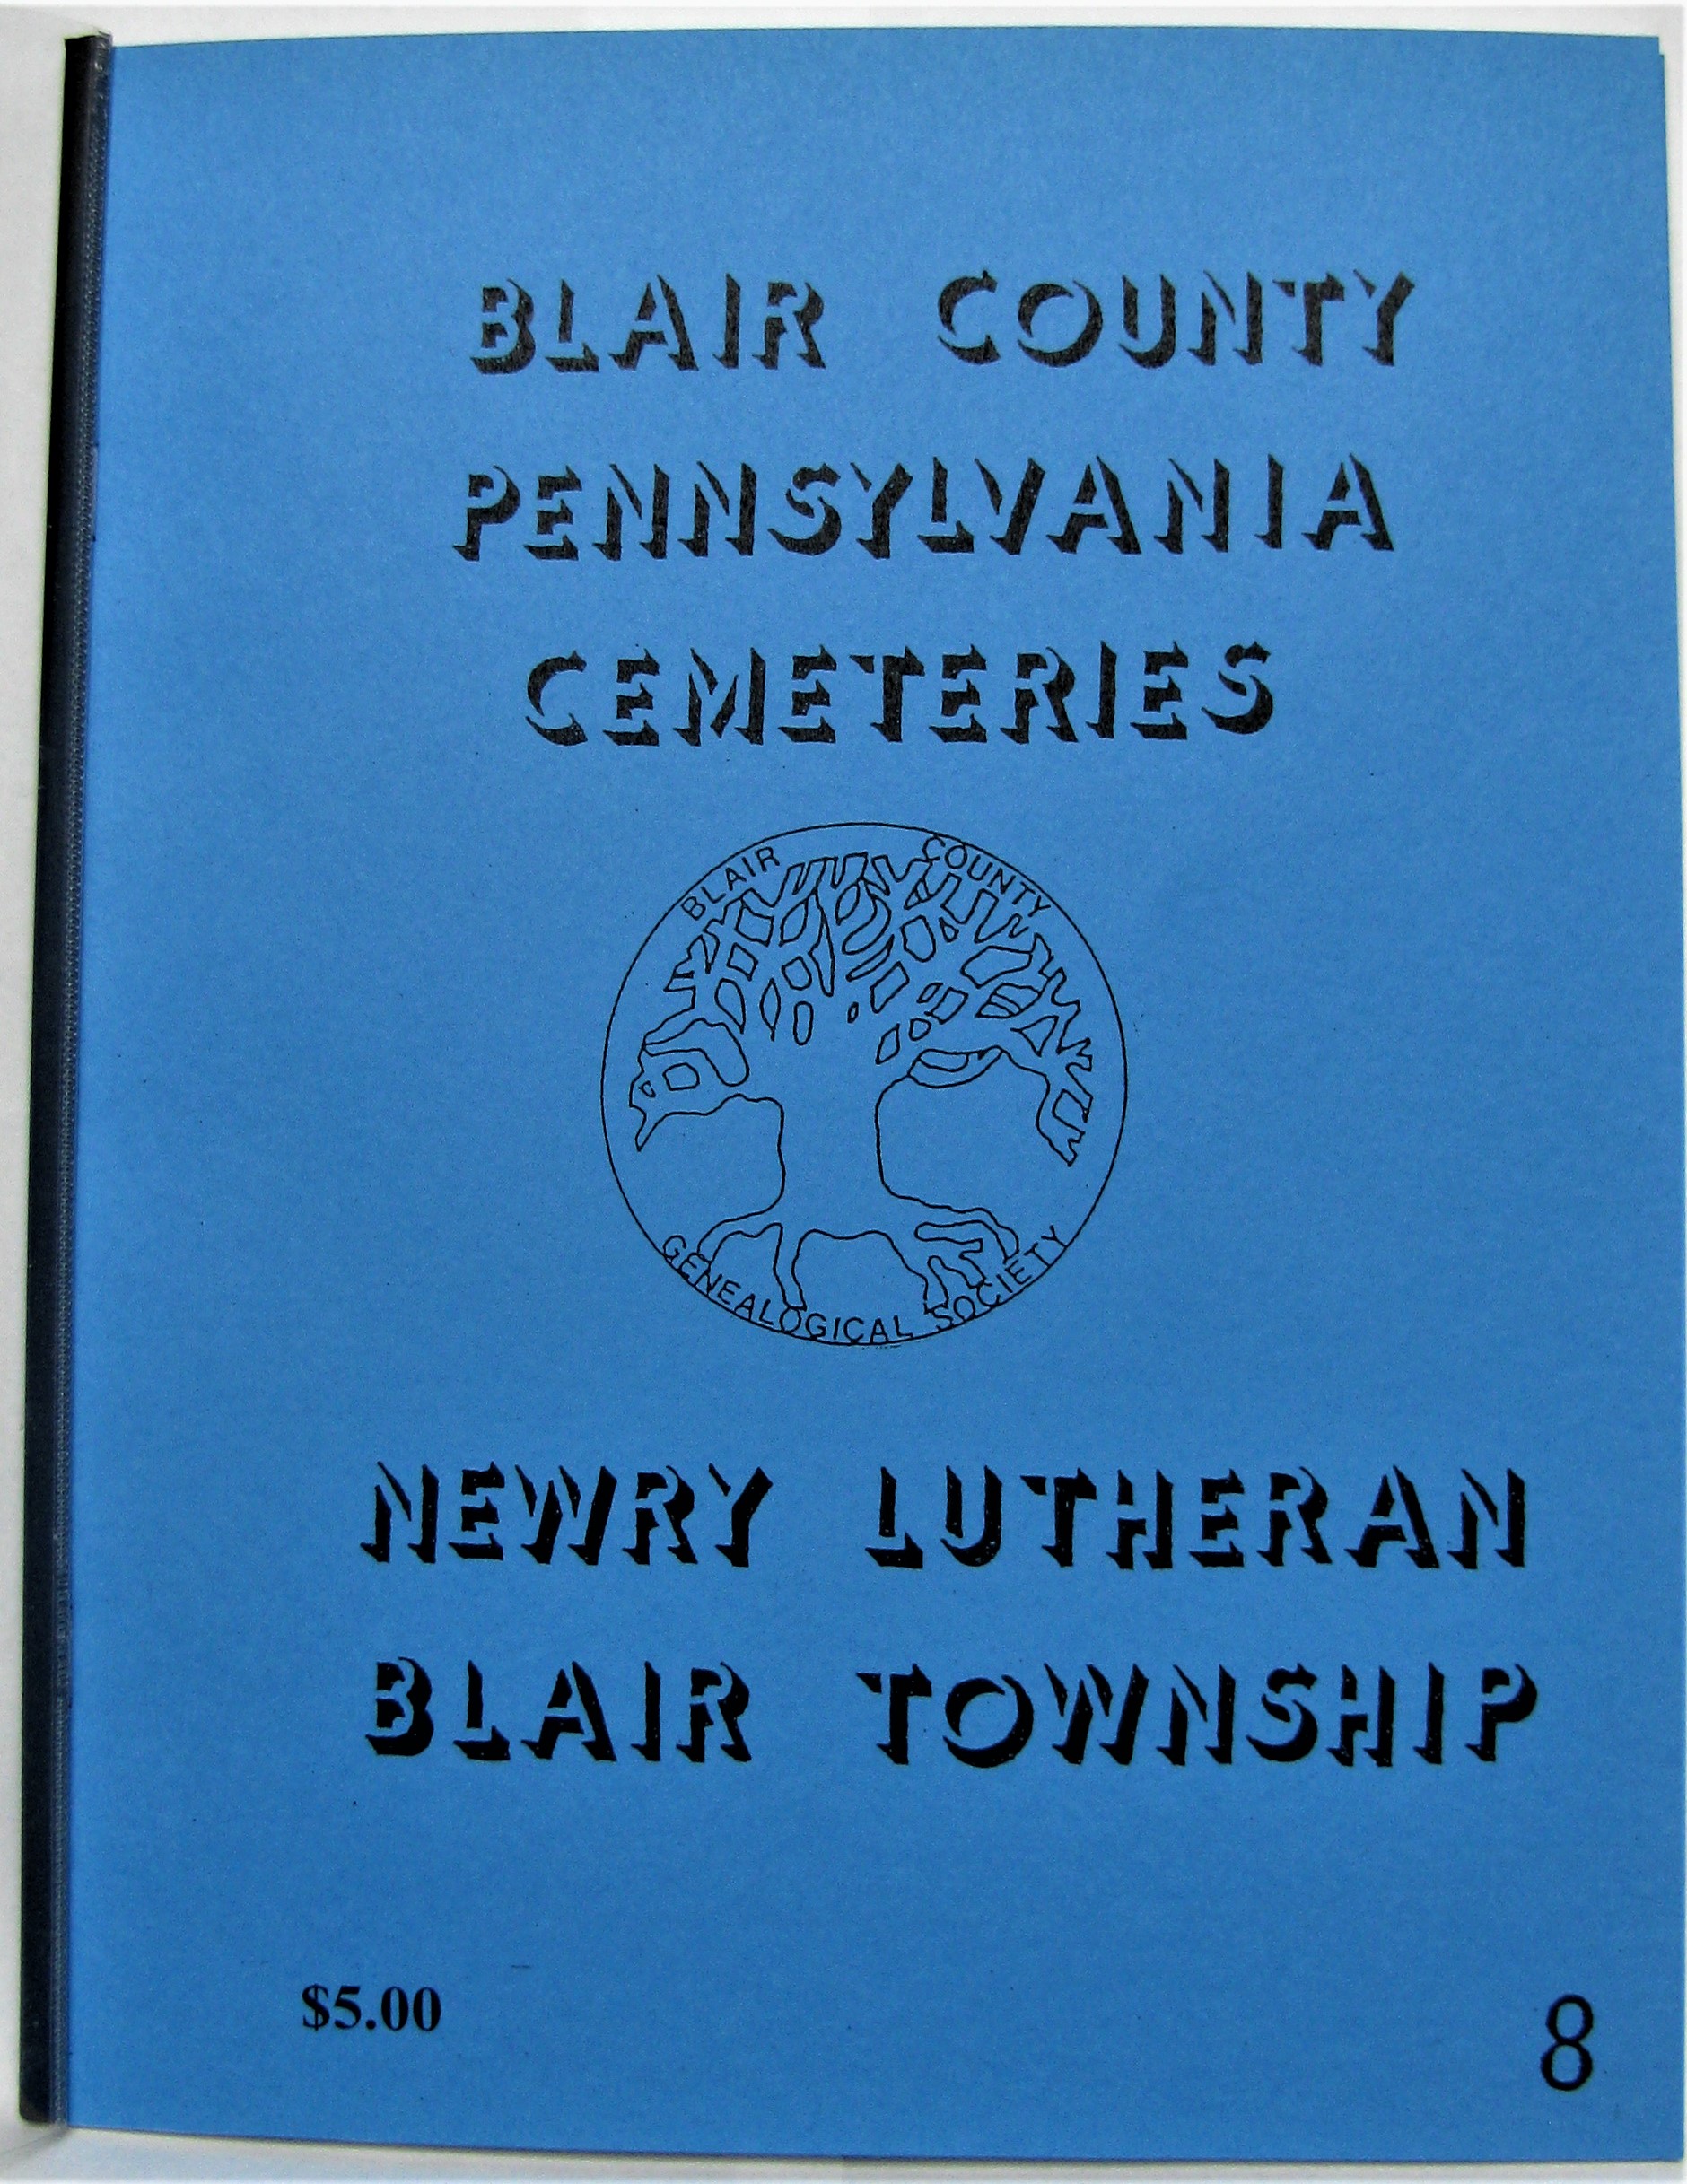 BLAIR COUNTY
PENNSYLVANIA
CEMETERIES
BLAIR COUNTY
GENEALOGICAL SOCIETY
NEWRY LUTHERAN
BLAIR TOWNSHIP
$5.00
8